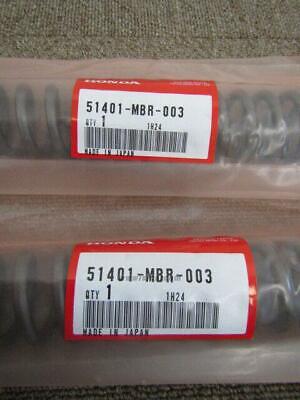 HONDA
51401-MBR-003
QTY 1
1H24
MADE IN JAPAN
HONDA
51401-MBR-003
QTY 1
1H24
MADE IN JAPAN